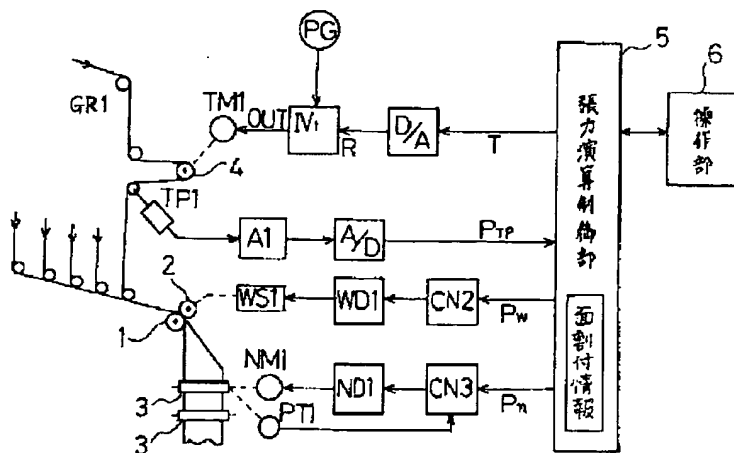 PG
5
6
GR1
TM1
OUT
IV₁
R
D/A
T
張力演算制御部
操作部
4
TP1
A1
A/D
PTP
2
WS1
WD1
CN2
Pw
1
NM1
ND1
CN3
Pn
面割付情報
3
PT1
3